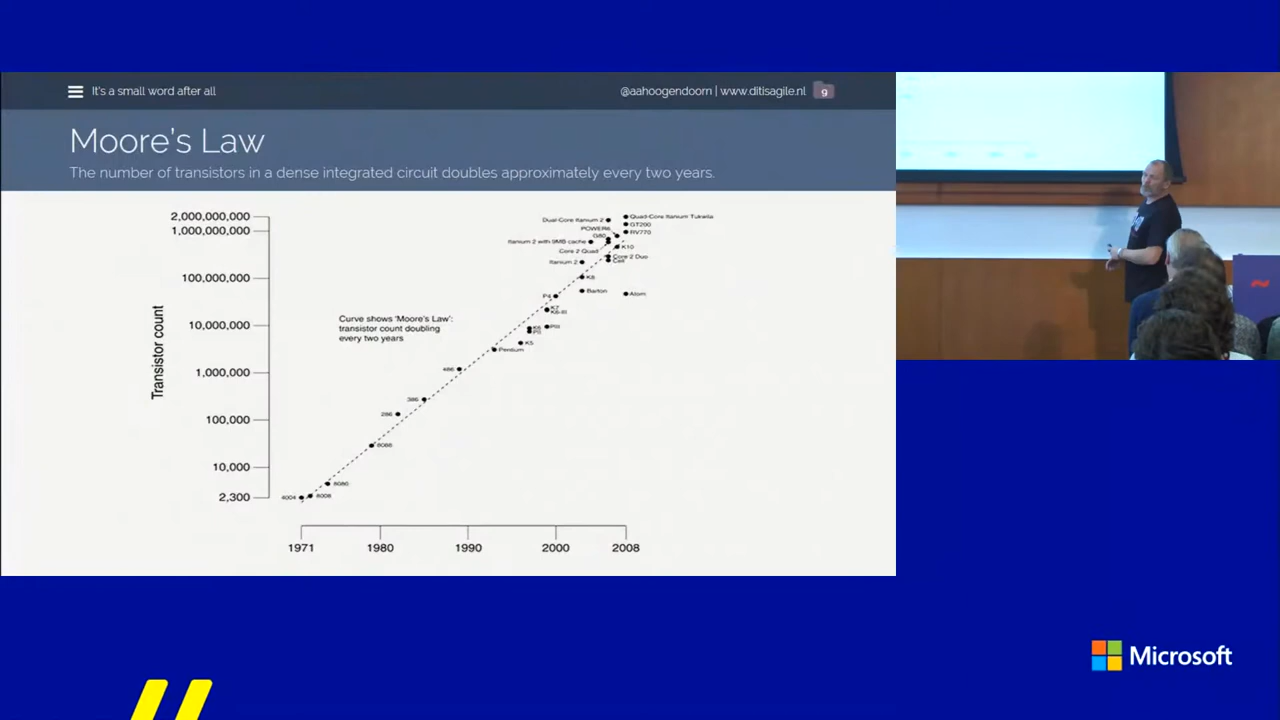 It's a small word after all
@aahoogendoorn | www.ditisagile.nl
9
Moore's Law
The number of transistors in a dense integrated circuit doubles approximately every two years.
Transistor count
2,000,000,000
1,000,000,000
100,000,000
10,000,000
1,000,000
100,000
10,000
2,300
1971
1980
1990
2000
2008
Curve shows 'Moore's Law':
transistor count doubling
every two years
Dual-Core Itanium 2
Quad-Core Itanium Tukwila
POWER6
GT200
G80
RV770
Itanium 2 with 9MB cache
K10
Core 2 Quad
Core 2 Duo
Itanium 2
Cell
K8
P4
Barton
Atom
K7
K6-III
K6
PIII
PII
K5
Pentium
486
386
286
8086
8080
4004
8008
Microsoft